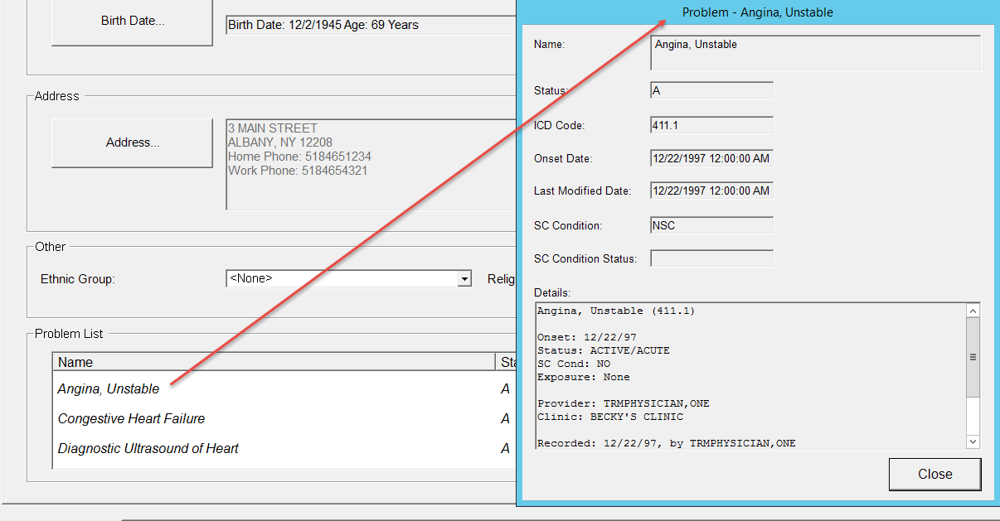 Birth Date...
Birth Date: 12/2/1945 Age: 69 Years
Address
Address...
3 MAIN STREET
ALBANY, NY 12208
Home Phone: 5184651234
Work Phone: 5184654321
Other
Ethnic Group:
<None>
Relig
Problem List
Name
Sta
Angina, Unstable
A
Congestive Heart Failure
A
Diagnostic Ultrasound of Heart
A
Problem - Angina, Unstable
Name:
Angina, Unstable
Status:
A
ICD Code:
411.1
Onset Date:
12/22/1997 12:00:00 AM
Last Modified Date:
12/22/1997 12:00:00 AM
SC Condition:
NSC
SC Condition Status:
Details:
Angina, Unstable (411.1)
Onset: 12/22/97
Status: ACTIVE/ACUTE
SC Cond: NO
Exposure: None
Provider: TRMPHYSICIAN,ONE
Clinic: BECKY'S CLINIC
Recorded: 12/22/97, by TRMPHYSICIAN,ONE
Close